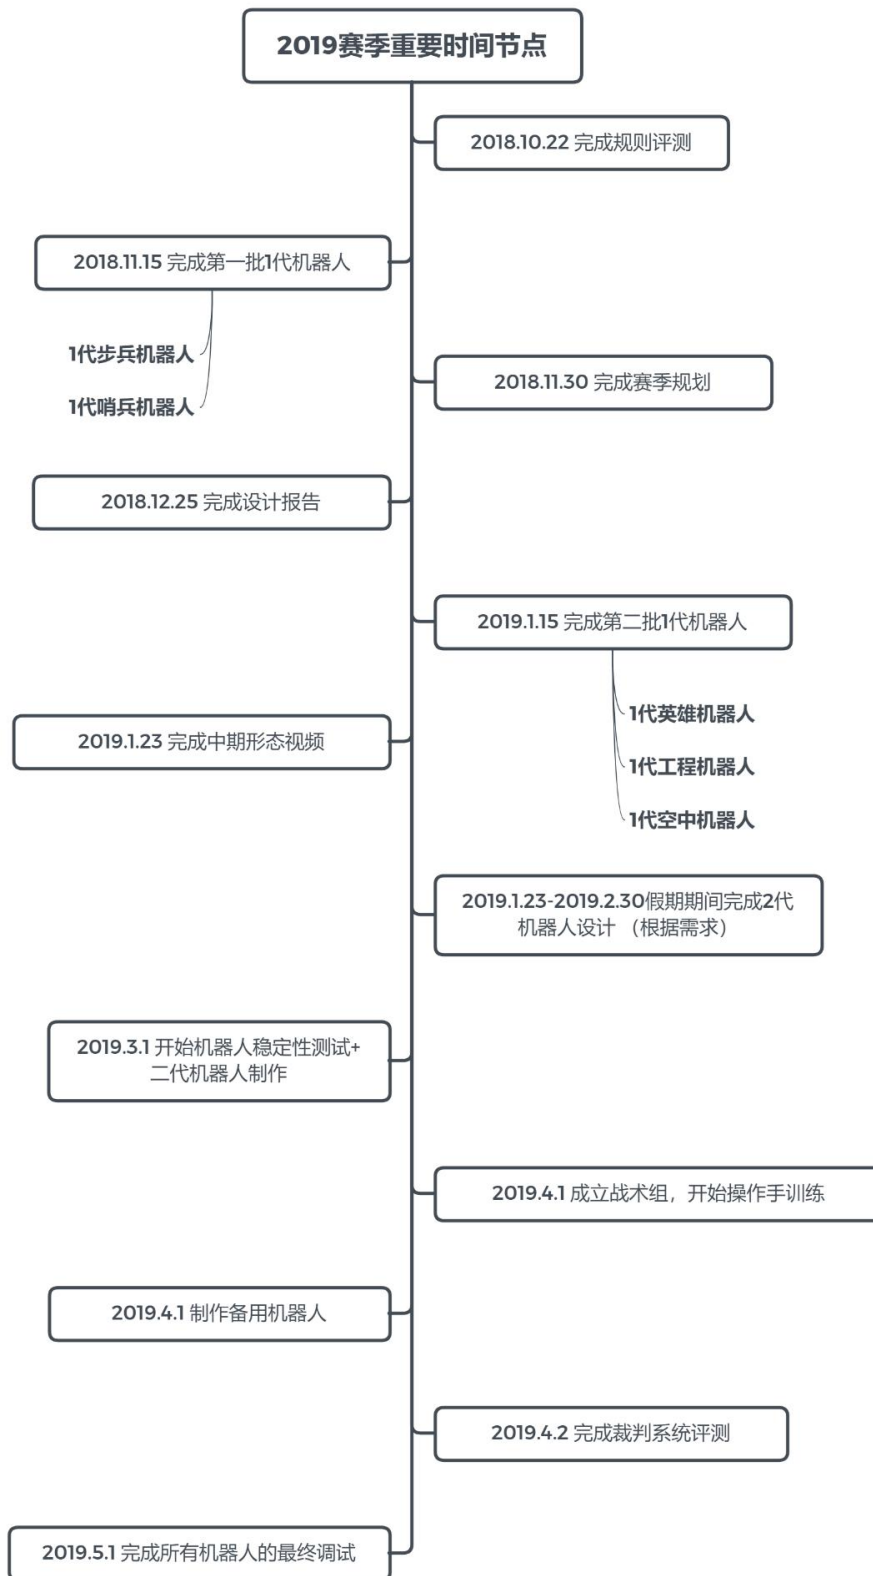 2019赛季重要时间节点
2018.10.22 完成规则评测
2018.11.15 完成第一批1代机器人
1代步兵机器人
1代哨兵机器人
2018.11.30 完成赛季规划
2018.12.25 完成设计报告
2019.1.15 完成第二批1代机器人
1代英雄机器人
1代工程机器人
1代空中机器人
2019.1.23 完成中期形态视频
2019.1.23-2019.2.30假期期间完成2代
机器人设计 （根据需求）
2019.3.1 开始机器人稳定性测试+
二代机器人制作
2019.4.1 成立战术组，开始操作手训练
2019.4.1 制作备用机器人
2019.4.2 完成裁判系统评测
2019.5.1 完成所有机器人的最终调试